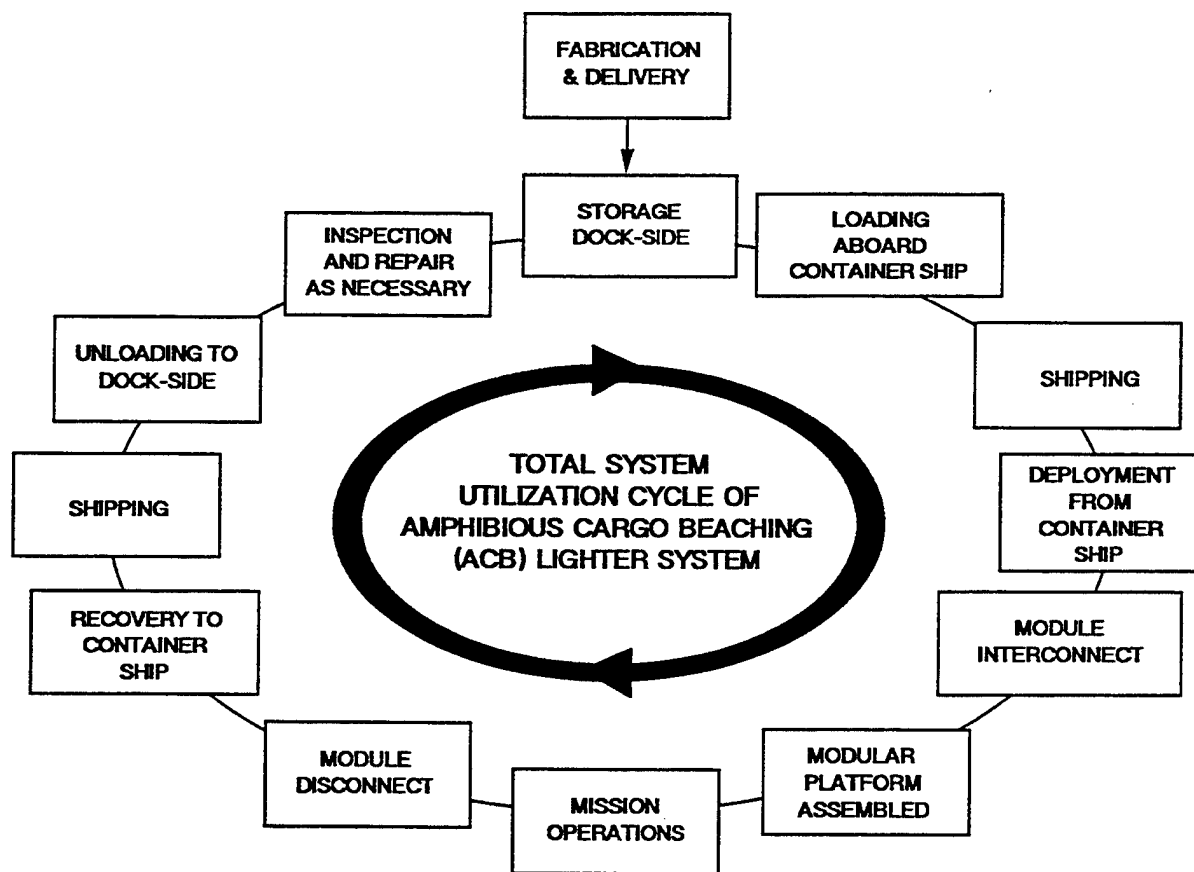 FABRICATION
& DELIVERY
STORAGE
DOCK-SIDE
LOADING
ABOARD
CONTAINER SHIP
SHIPPING
DEPLOYMENT
FROM
CONTAINER
SHIP
MODULE
INTERCONNECT
MODULAR
PLATFORM
ASSEMBLED
MISSION
OPERATIONS
MODULE
DISCONNECT
RECOVERY TO
CONTAINER
SHIP
SHIPPING
UNLOADING TO
DOCK-SIDE
INSPECTION
AND REPAIR
AS NECESSARY
TOTAL SYSTEM
UTILIZATION CYCLE OF
AMPHIBIOUS CARGO BEACHING
(ACB) LIGHTER SYSTEM